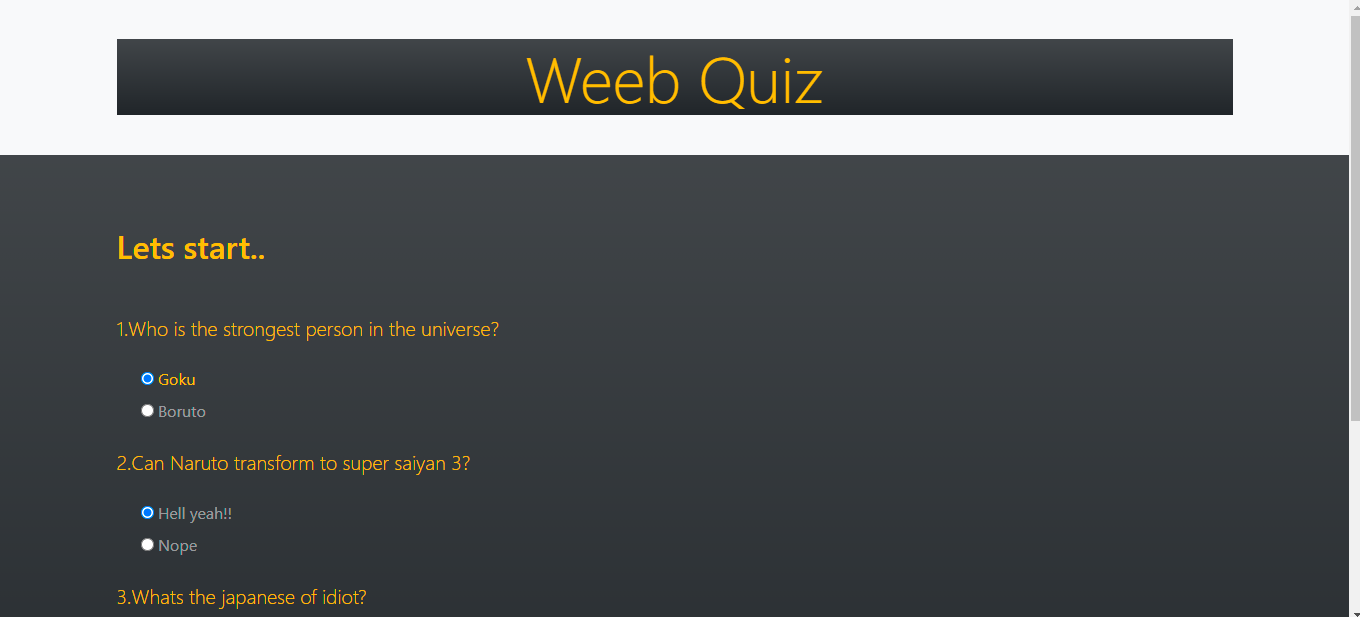 Weeb Quiz
Lets start..
1.Who is the strongest person in the universe?
Goku
Boruto
2.Can Naruto transform to super saiyan 3?
Hell yeah!!
Nope
3.Whats the japanese of idiot?